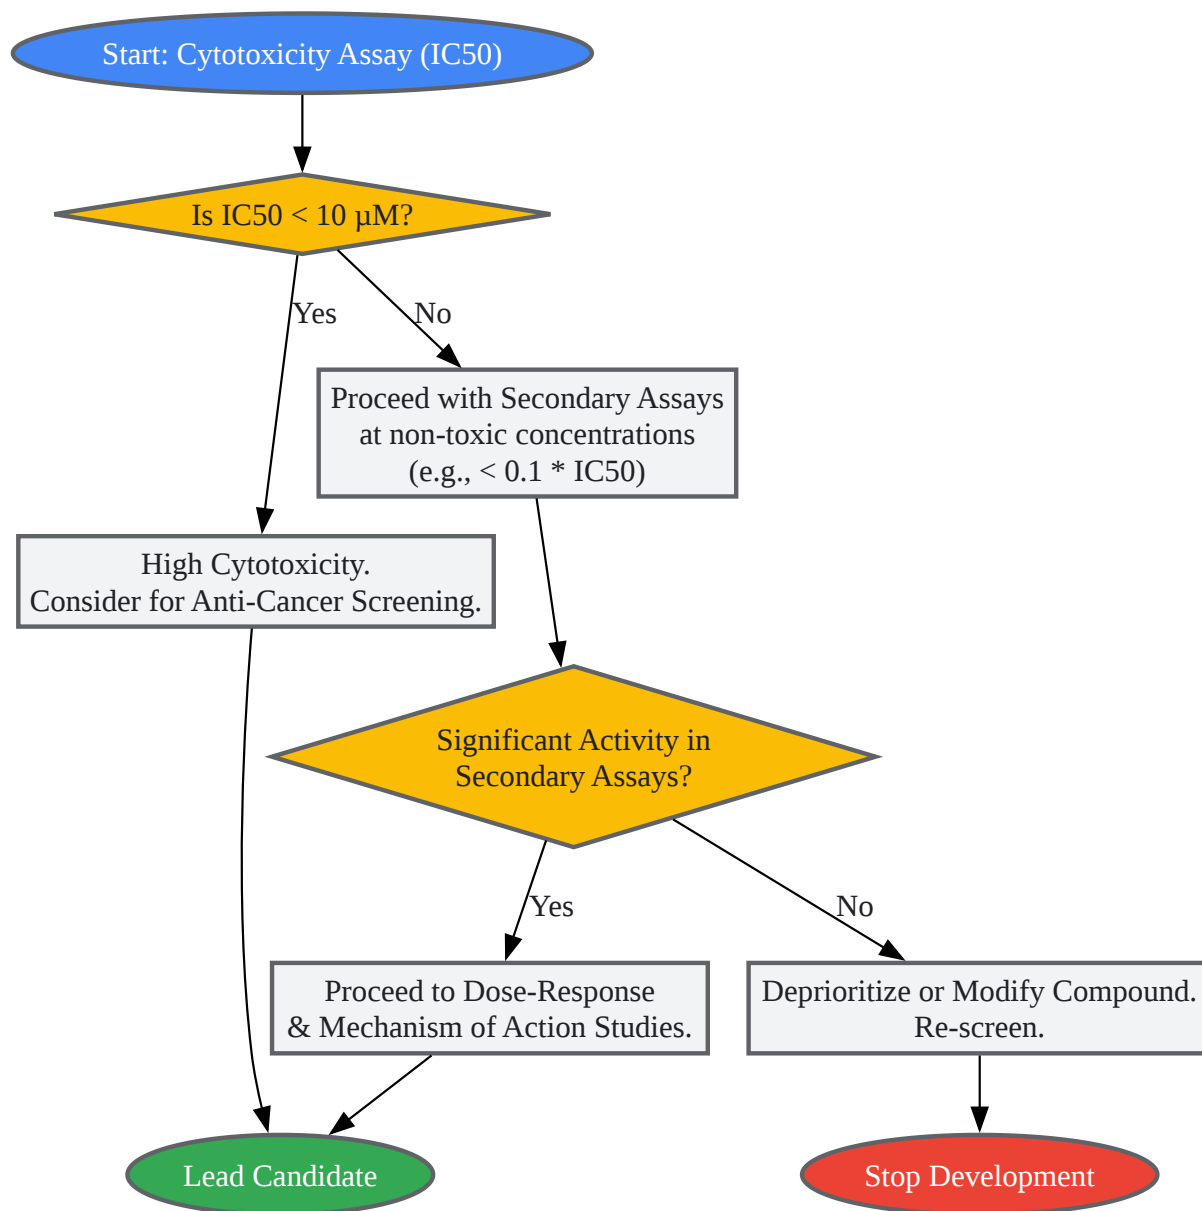 Start: Cytotoxicity Assay (IC50)
Is IC50 < 10 µM?
Yes
No
Proceed with Secondary Assays
at non-toxic concentrations
(e.g., < 0.1 * IC50)
High Cytotoxicity.
Consider for Anti-Cancer Screening.
Significant Activity in
Secondary Assays?
Yes
No
Proceed to Dose-Response
& Mechanism of Action Studies.
Deprioritize or Modify Compound.
Re-screen.
Lead Candidate
Stop Development